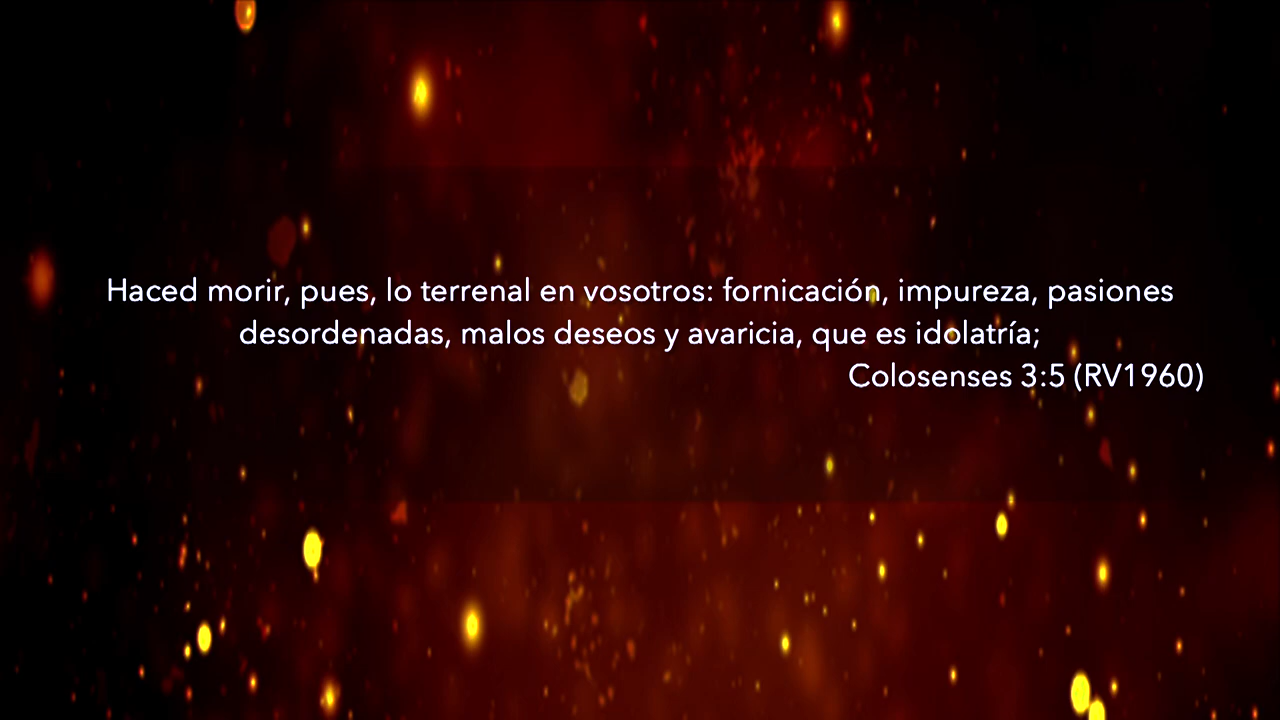 Haced morir, pues, lo terrenal en vosotros: fornicación, impureza, pasiones
desordenadas, malos deseos y avaricia, que es idolatría;
Colosenses 3:5 (RV1960)